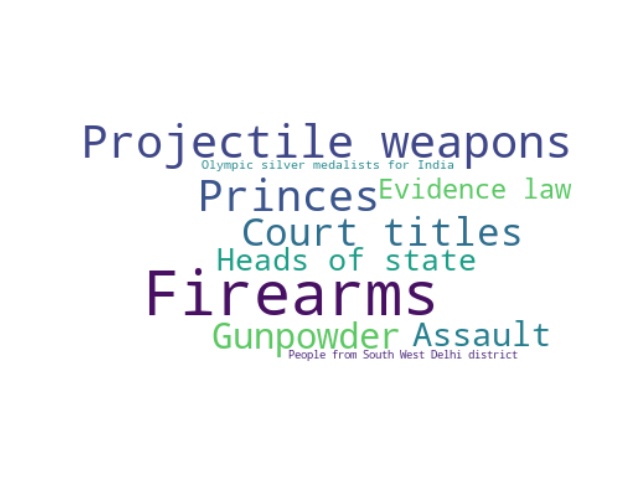 Projectile weapons
Olympic silver medalists for India
Princes
Evidence law
Court titles
Heads of state
Firearms
Gunpowder
Assault
People from South West Delhi district